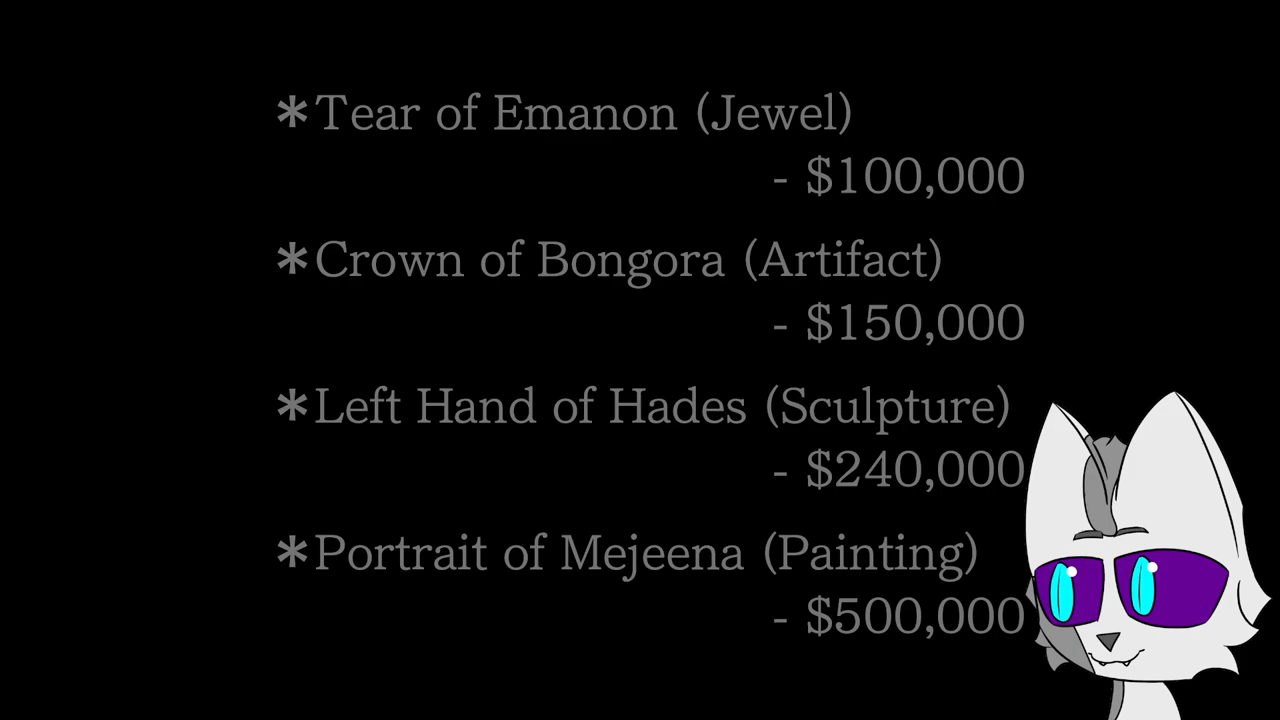 *Tear of Emanon (Jewel)
- $100,000
*Crown of Bongora (Artifact)
- $150,000
*Left Hand of Hades (Sculpture)
- $240,000
*Portrait of Mejeena (Painting)
- $500,000